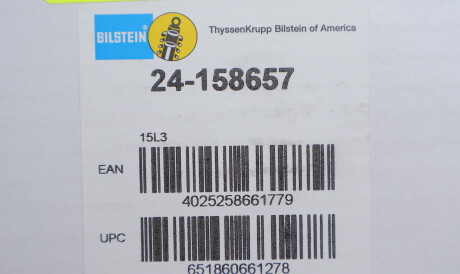 BILSTEIN
ThyssenKrupp Bilstein of America
24-158657
15L3
EAN
4025258661779
UPC
651860661278